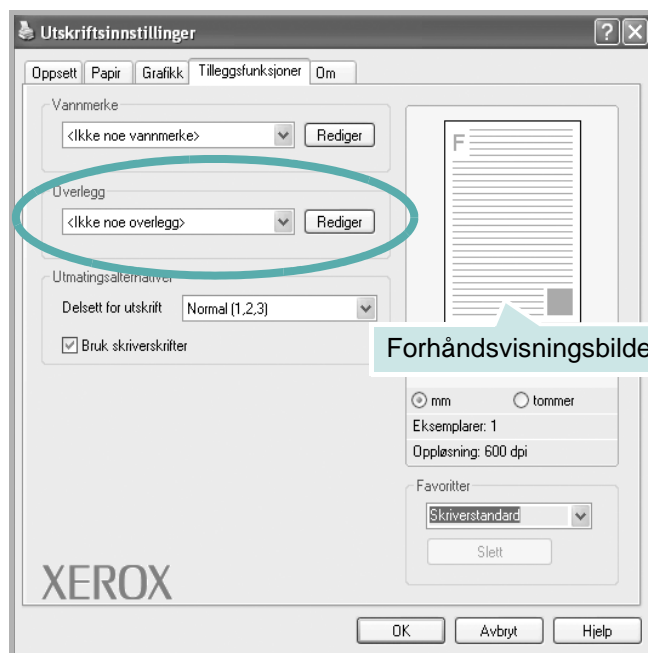 Utskriftsinnstillinger
Oppsett Papir Grafikk Tilleggsfunksjoner Om
Vannmerke
<Ikke noe vannmerke> Rediger
F
Overlegg
<Ikke noe overlegg> Rediger
Utmatingsalternativer
Delsett for utskrift Normal (1,2,3)
Bruk skriverskrifter
Forhåndsvisningsbilde
mm tommer
Eksemplarer: 1
Oppløsning: 600 dpi
Favoritter
Skriverstandard
Slett
XEROX
OK Avbryt Hjelp